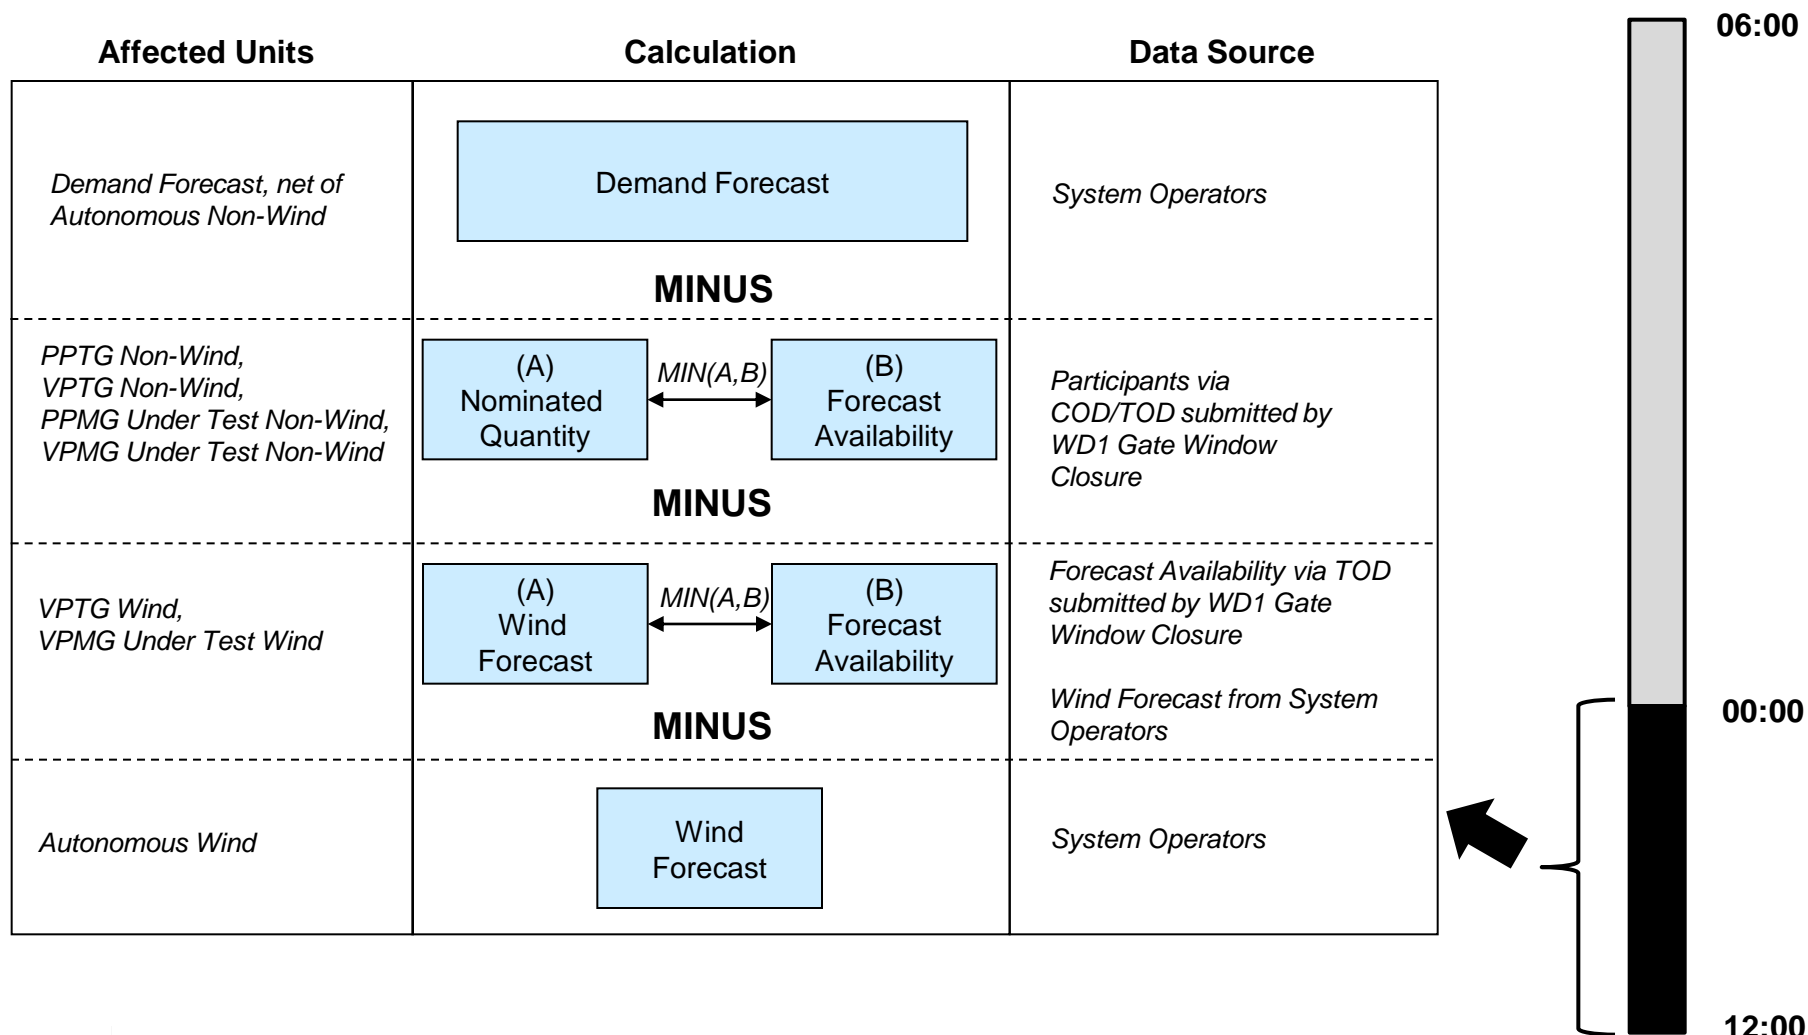 Affected Units
Calculation
Data Source
06:00
Demand Forecast, net of
Autonomous Non-Wind
Demand Forecast
System Operators
MINUS
PPTG Non-Wind,
VPTG Non-Wind,
PPMG Under Test Non-Wind,
VPMG Under Test Non-Wind
(A)
Nominated
Quantity
MIN(A,B)
(B)
Forecast
Availability
Participants via
COD/TOD submitted by
WD1 Gate Window
Closure
MINUS
VPTG Wind,
VPMG Under Test Wind
(A)
Wind
Forecast
MIN(A,B)
(B)
Forecast
Availability
Forecast Availability via TOD
submitted by WD1 Gate
Window Closure
Wind Forecast from System
Operators
MINUS
00:00
Autonomous Wind
Wind
Forecast
System Operators
12:00